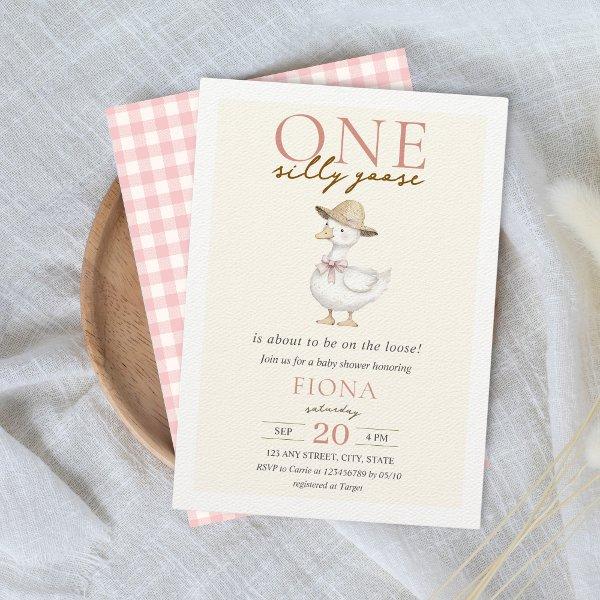 ONE
silly goose
is about to be on the loose!
Join us for a baby shower honoring
FIONA
saturday
SEP 20 4 PM
123 ANY STREET, CITY, STATE
RSVP to Carrie at 123456789 by 05/10
registered at Target